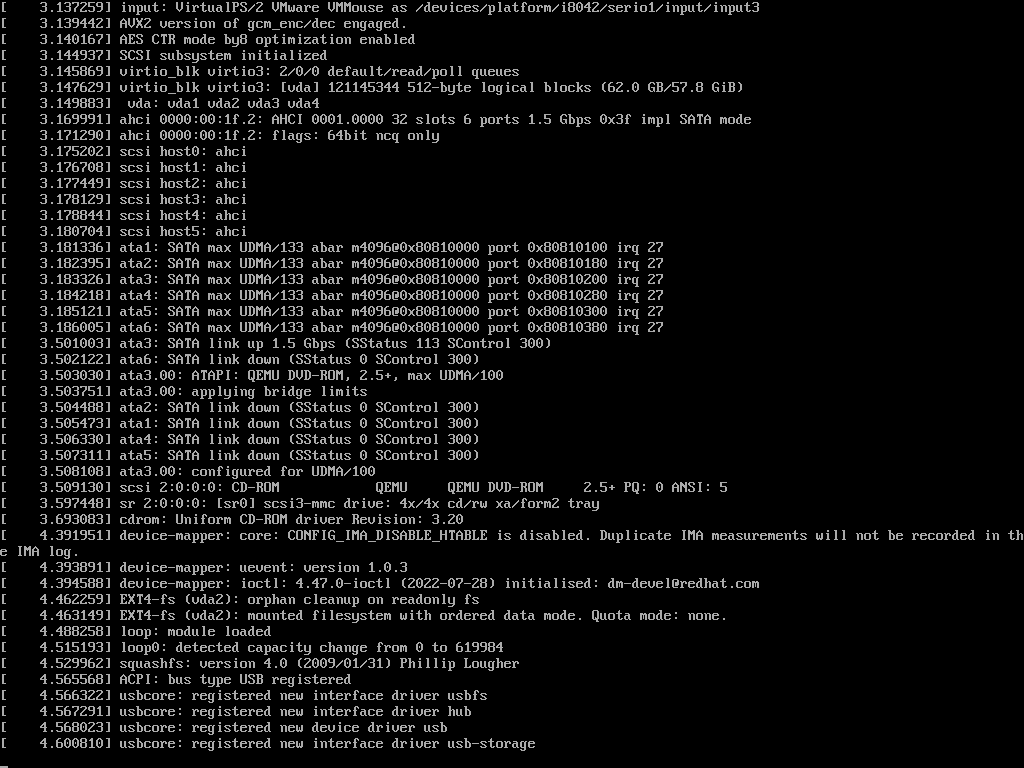 [    3.137259] input: VirtualPS/2 VMware VMMouse as /devices/platform/i8042/serio1/input/input3
[    3.139442] AVX2 version of gcm_enc/dec engaged.
[    3.140167] AES CTR mode by8 optimization enabled
[    3.144937] SCSI subsystem initialized
[    3.145869] virtio_blk virtio3: 2/0/0 default/read/poll queues
[    3.147629] virtio_blk virtio3: [vda] 121145344 512-byte logical blocks (62.0 GB/57.8 GiB)
[    3.149883]  vda: vda1 vda2 vda3 vda4
[    3.169991] ahci 0000:00:1f.2: AHCI 0001.0000 32 slots 6 ports 1.5 Gbps 0x3f impl SATA mode
[    3.171290] ahci 0000:00:1f.2: flags: 64bit ncq only
[    3.175202] scsi host0: ahci
[    3.176708] scsi host1: ahci
[    3.177449] scsi host2: ahci
[    3.178129] scsi host3: ahci
[    3.178844] scsi host4: ahci
[    3.180704] scsi host5: ahci
[    3.181336] ata1: SATA max UDMA/133 abar m4096@0x80810000 port 0x80810100 irq 27
[    3.182395] ata2: SATA max UDMA/133 abar m4096@0x80810000 port 0x80810180 irq 27
[    3.183326] ata3: SATA max UDMA/133 abar m4096@0x80810000 port 0x80810200 irq 27
[    3.184218] ata4: SATA max UDMA/133 abar m4096@0x80810000 port 0x80810280 irq 27
[    3.185121] ata5: SATA max UDMA/133 abar m4096@0x80810000 port 0x80810300 irq 27
[    3.186005] ata6: SATA max UDMA/133 abar m4096@0x80810000 port 0x80810380 irq 27
[    3.501003] ata3: SATA link up 1.5 Gbps (SStatus 113 SControl 300)
[    3.502122] ata6: SATA link down (SStatus 0 SControl 300)
[    3.503030] ata3.00: ATAPI: QEMU DVD-ROM, 2.5+, max UDMA/100
[    3.503751] ata3.00: applying bridge limits
[    3.504488] ata2: SATA link down (SStatus 0 SControl 300)
[    3.505473] ata1: SATA link down (SStatus 0 SControl 300)
[    3.506330] ata4: SATA link down (SStatus 0 SControl 300)
[    3.507311] ata5: SATA link down (SStatus 0 SControl 300)
[    3.508108] ata3.00: configured for UDMA/100
[    3.509130] scsi 2:0:0:0: CD-ROM            QEMU     QEMU DVD-ROM     2.5+ PQ: 0 ANSI: 5
[    3.597448] sr 2:0:0:0: [sr0] scsi3-mmc drive: 4x/4x cd/rw xa/form2 tray
[    3.693083] cdrom: Uniform CD-ROM driver Revision: 3.20
[    4.391951] device-mapper: core: CONFIG_IMA_DISABLE_HTABLE is disabled. Duplicate IMA measurements will not be recorded in th
e IMA log.
[    4.393891] device-mapper: uevent: version 1.0.3
[    4.394588] device-mapper: ioctl: 4.47.0-ioctl (2022-07-28) initialised: dm-devel@redhat.com
[    4.462259] EXT4-fs (vda2): orphan cleanup on readonly fs
[    4.463149] EXT4-fs (vda2): mounted filesystem with ordered data mode. Quota mode: none.
[    4.488258] loop: module loaded
[    4.515193] loop0: detected capacity change from 0 to 619984
[    4.529962] squashfs: version 4.0 (2009/01/31) Phillip Lougher
[    4.565568] ACPI: bus type USB registered
[    4.566322] usbcore: registered new interface driver usbfs
[    4.567291] usbcore: registered new interface driver hub
[    4.568023] usbcore: registered new device driver usb
[    4.600810] usbcore: registered new interface driver usb-storage